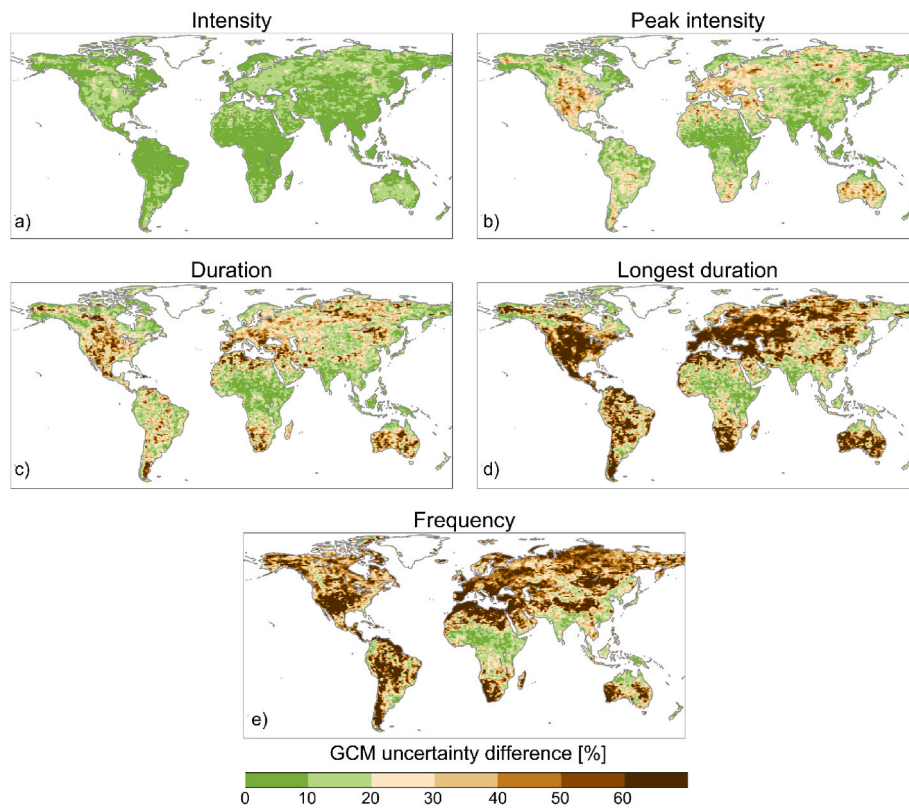 Intensity
Peak intensity
a)
b)
Duration
Longest duration
c)
d)
Frequency
e)
GCM uncertainty difference [%]
0 10 20 30 40 50 60